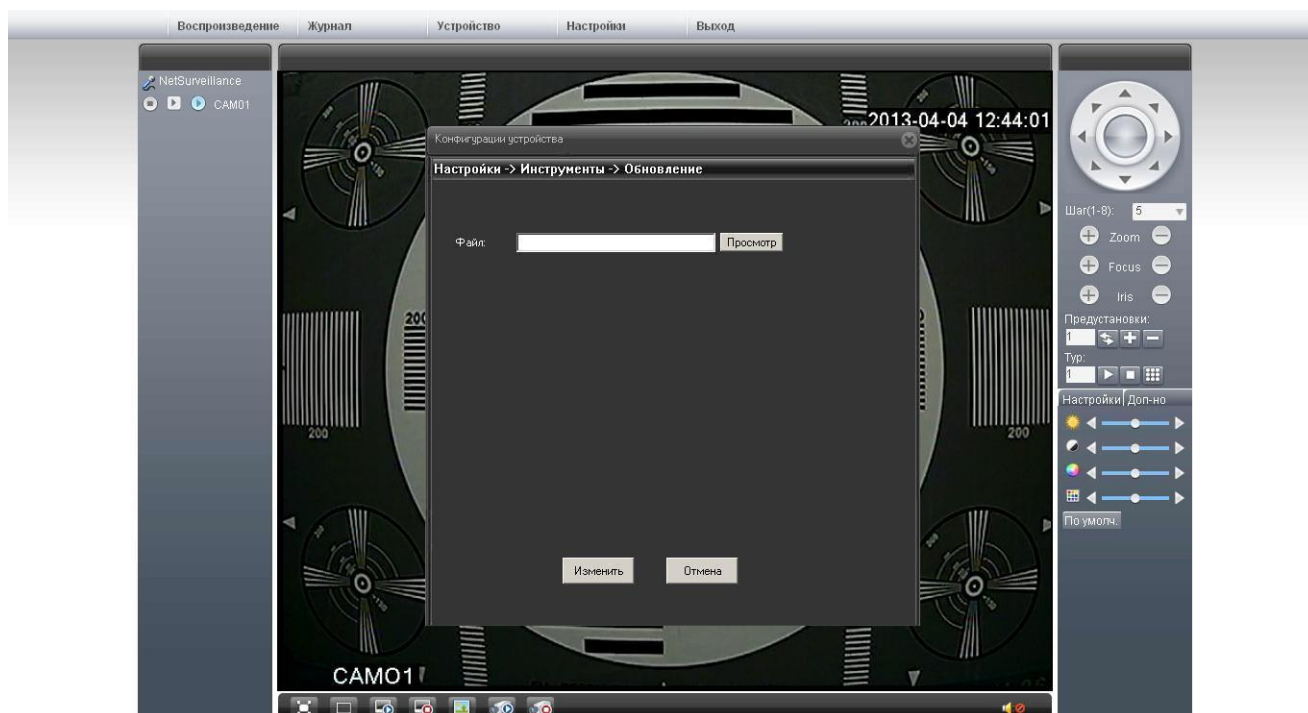 Воспроизведение Журнал Устройство Настройки Выход
NetSurveillance
CAM01
2013-04-04 12:44:01
Конфигурации устройства
Настройки -> Инструменты -> Обновление
Файл: Просмотр
Изменить Отмена
200
200
200
CAM01
Шаг(1-8): 5
Zoom
Focus
Iris
Предустановки:
1
Тур:
1
Настройки Доп-но
По умолч.